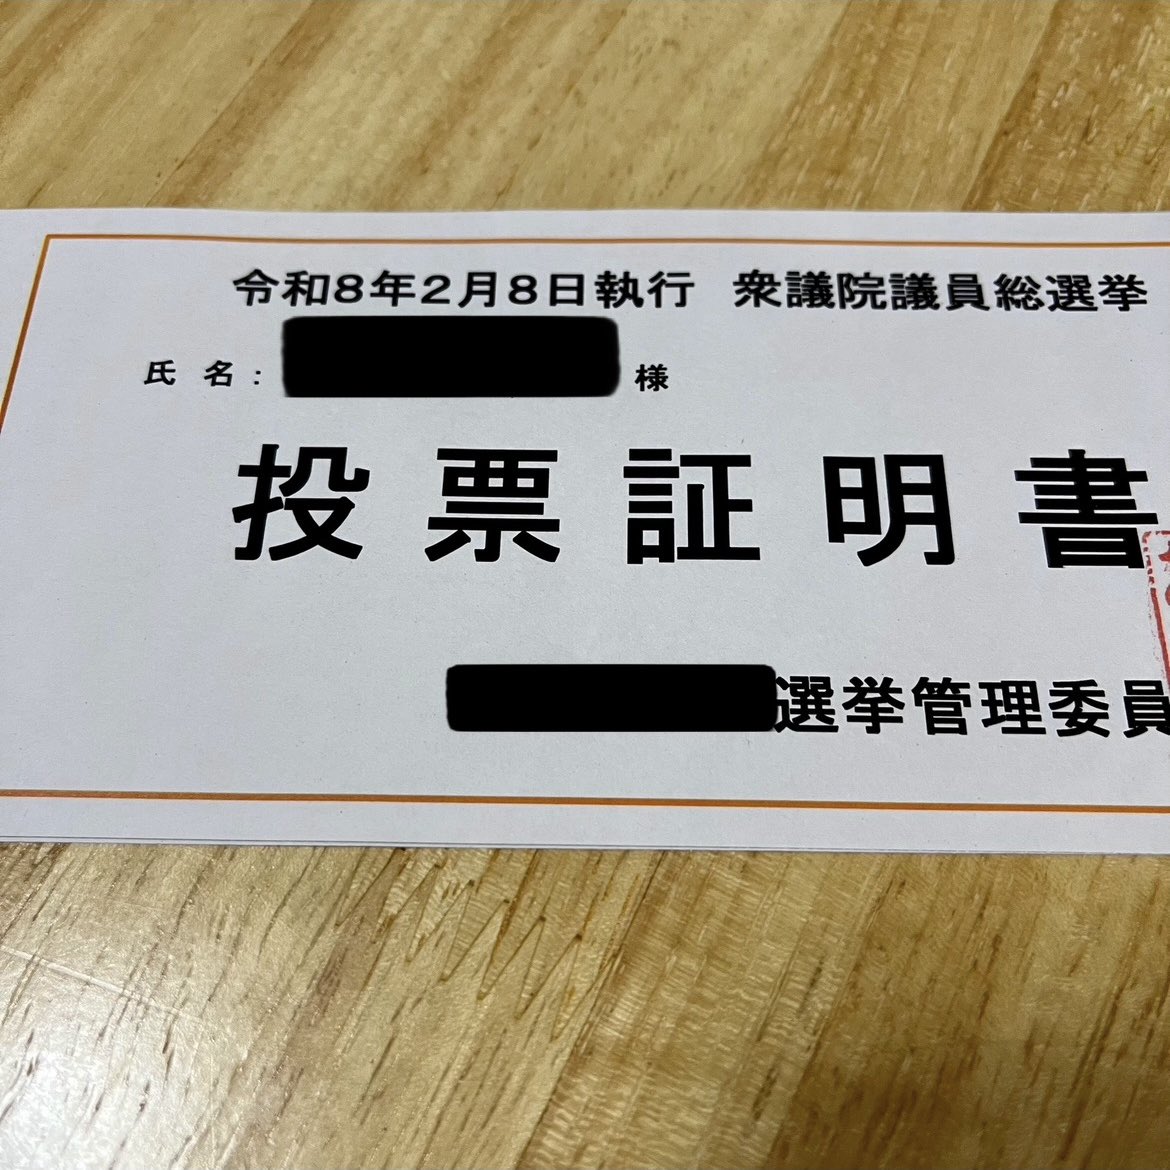 令和8年2月8日執行　衆議院議員総選挙
氏 名：　様
投票証明書
選挙管理委員